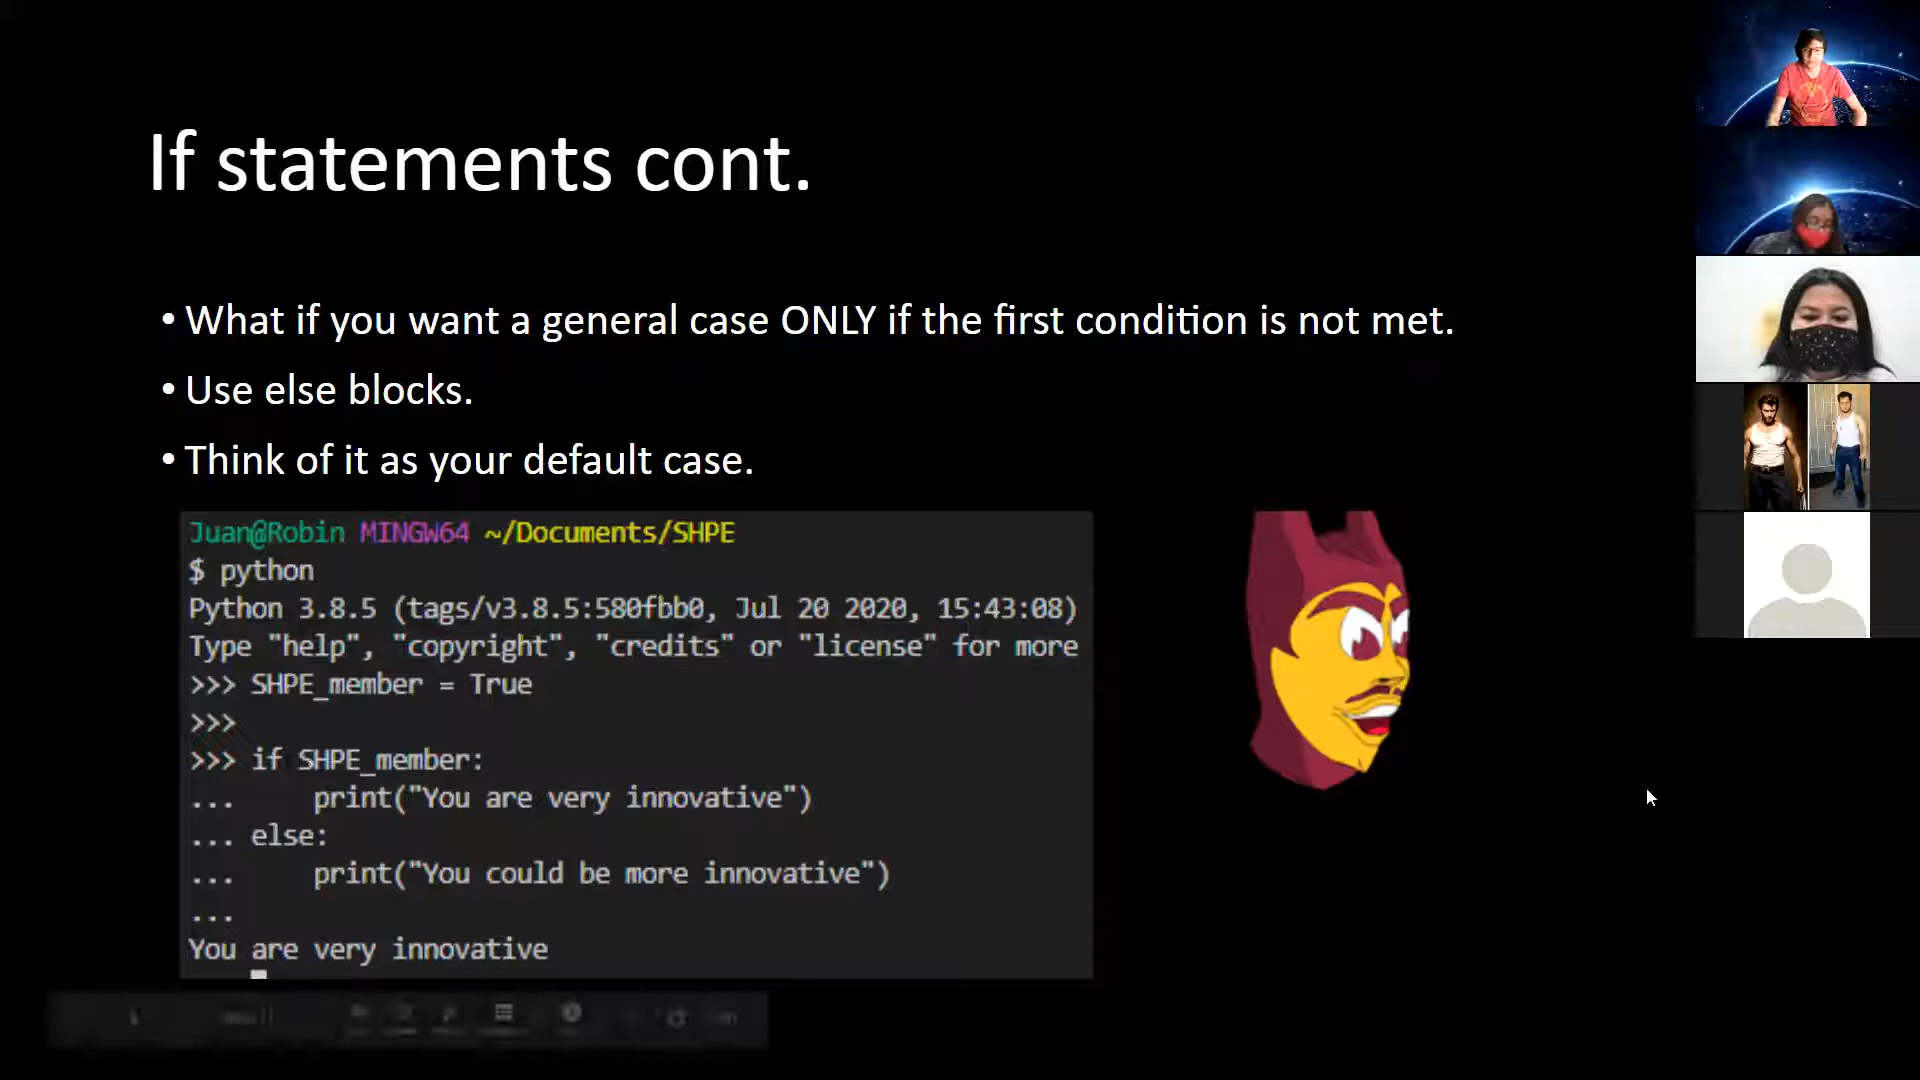 If statements cont.
• What if you want a general case ONLY if the first condition is not met.
• Use else blocks.
• Think of it as your default case.
Juan@Robin MINGW64 ~/Documents/SHPE
$ python
Python 3.8.5 (tags/v3.8.5:580fbb0, Jul 20 2020, 15:43:08)
Type "help", "copyright", "credits" or "license" for more
>>> SHPE_member = True
>>>
>>> if SHPE_member:
...     print("You are very innovative")
... else:
...     print("You could be more innovative")
...
You are very innovative